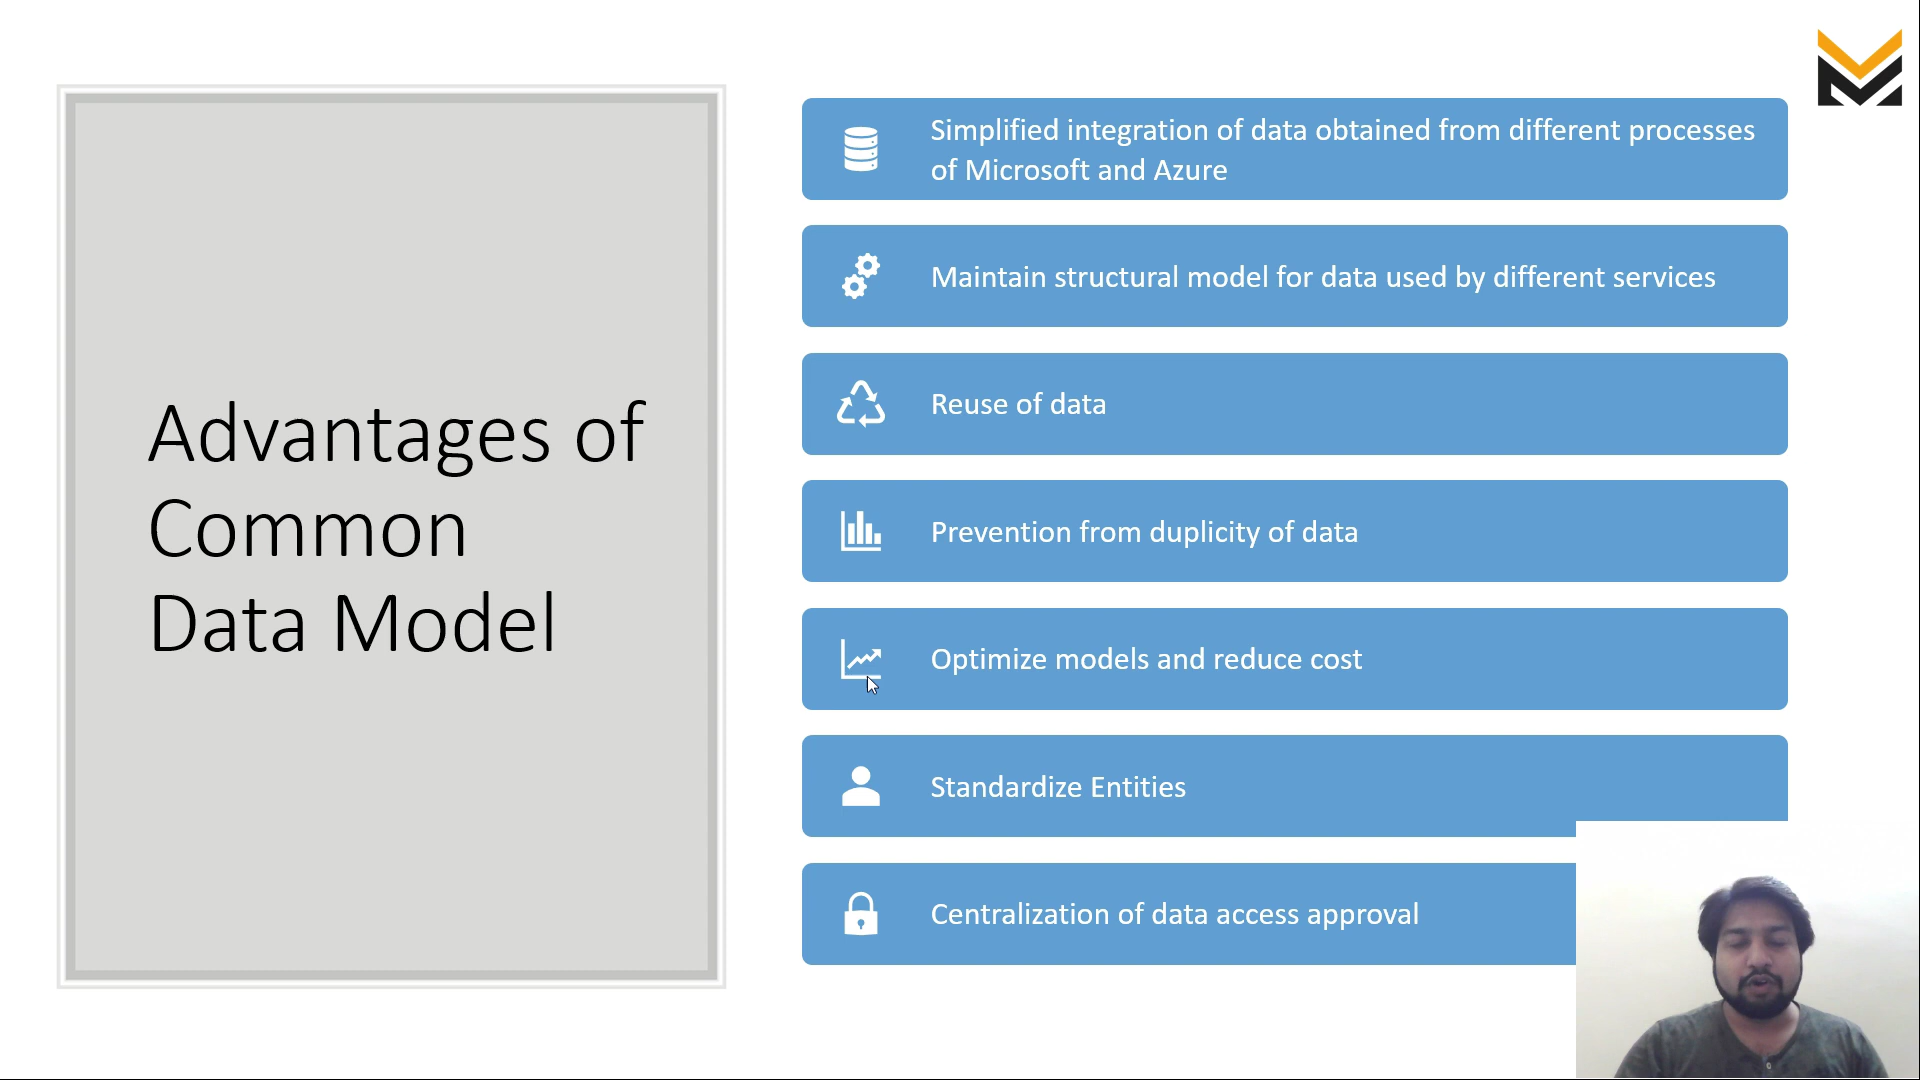 Advantages of
Common
Data Model
Simplified integration of data obtained from different processes
of Microsoft and Azure
Maintain structural model for data used by different services
Reuse of data
Prevention from duplicity of data
Optimize models and reduce cost
Standardize Entities
Centralization of data access approval